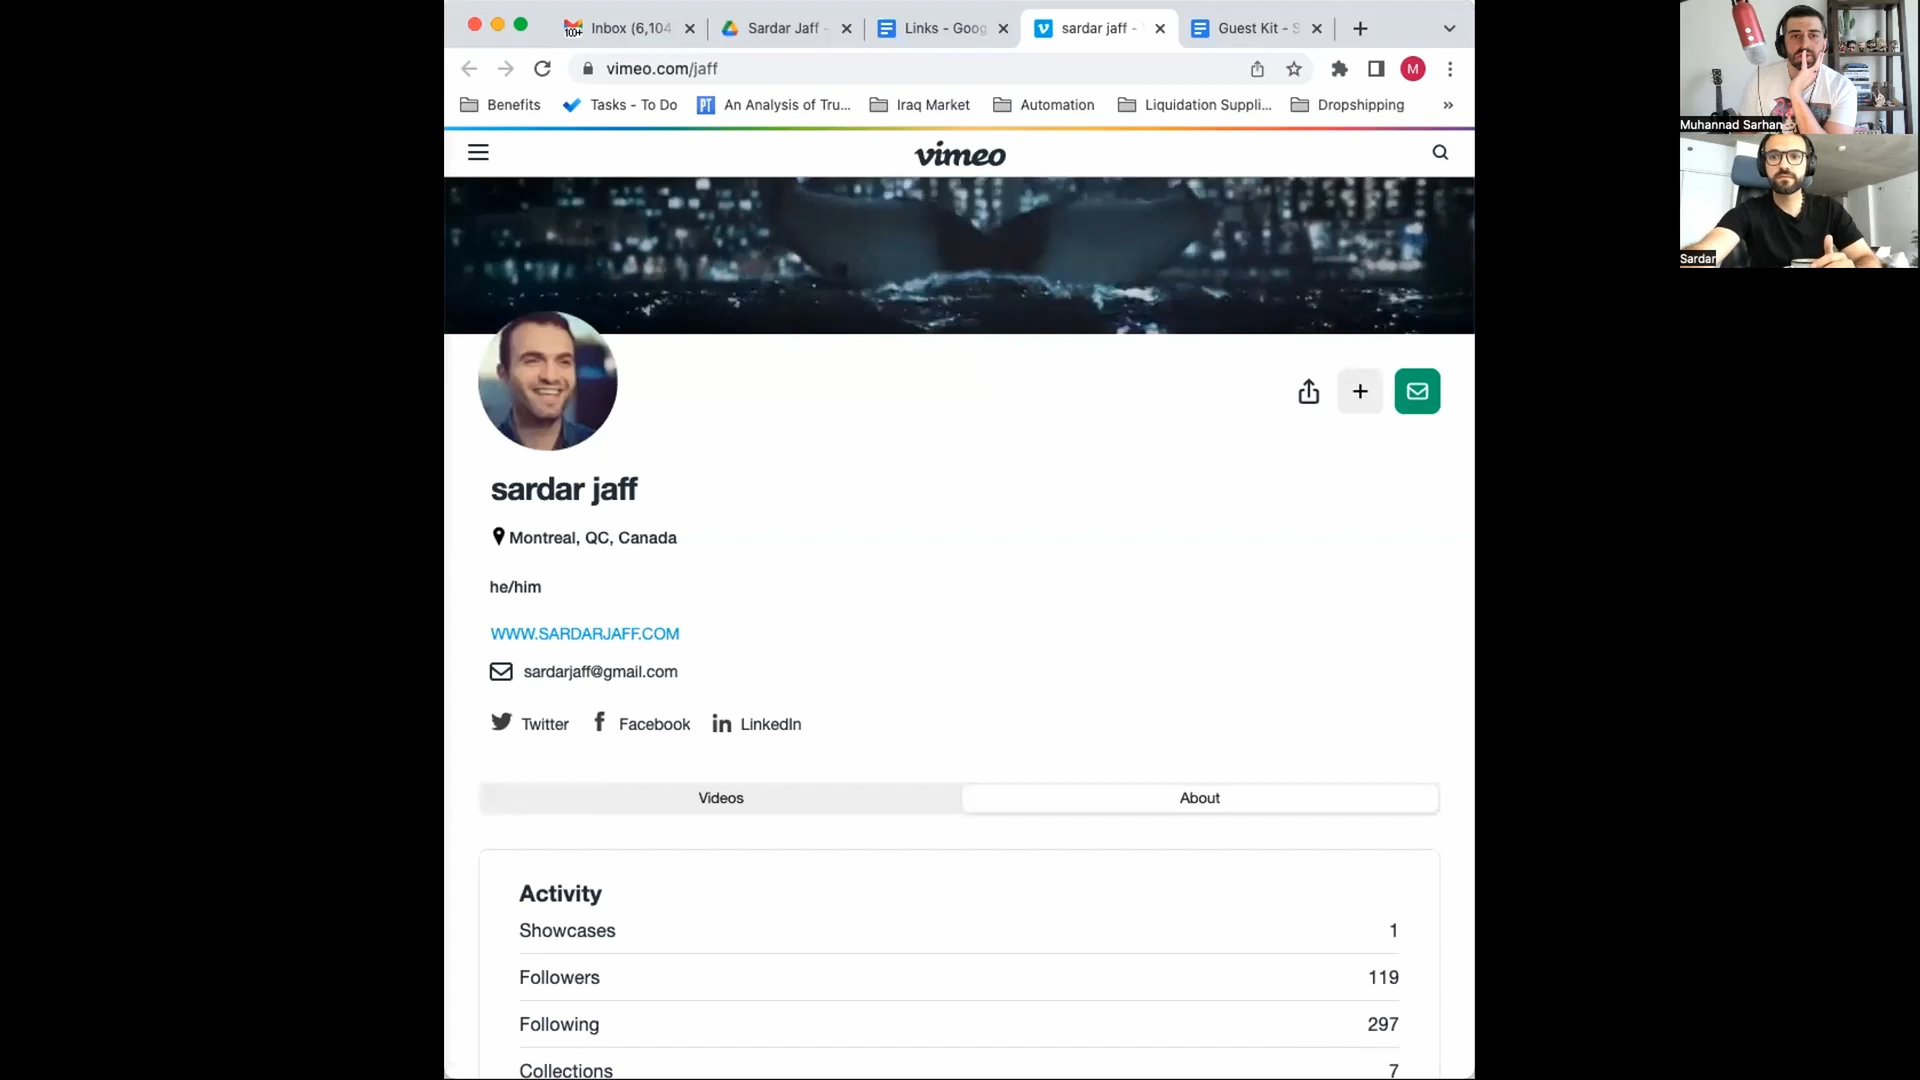 Inbox (6,104
Sardar Jaff -
Links - Goog
sardar jaff -
Guest Kit - S
100+
vimeo.com/jaff
M
Benefits
Tasks - To Do
PT
An Analysis of Tru...
Iraq Market
Automation
Liquidation Suppli...
Dropshipping
»
vimeo
sardar jaff
Montreal, QC, Canada
he/him
WWW.SARDARJAFF.COM
sardarjaff@gmail.com
Twitter
Facebook
LinkedIn
Videos
About
Activity
Showcases 1
Followers 119
Following 297
Collections 7
Muhannad Sarhan
Sardar